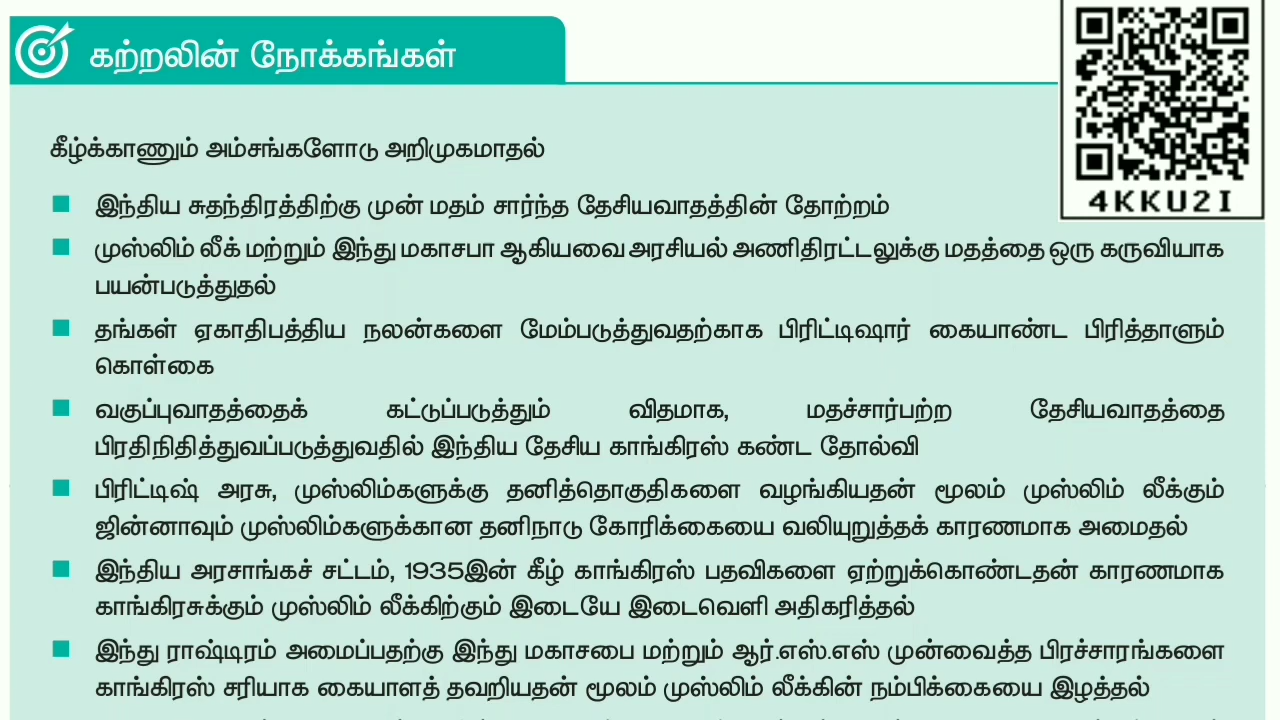 கற்றலின் நோக்கங்கள்
4KKU2I
கீழ்க்காணும் அம்சங்களோடு அறிமுகமாதல்
இந்திய சுதந்திரத்திற்கு முன் மதம் சார்ந்த தேசியவாதத்தின் தோற்றம்
முஸ்லிம் லீக் மற்றும் இந்து மகாசபா ஆகியவை அரசியல் அணிதிரட்டலுக்கு மதத்தை ஒரு கருவியாக
பயன்படுத்துதல்
தங்கள் ஏகாதிபத்திய நலன்களை மேம்படுத்துவதற்காக பிரிட்டிஷார் கையாண்ட பிரித்தாளும்
கொள்கை
வகுப்புவாதத்தைக் கட்டுப்படுத்தும் விதமாக, மதச்சார்பற்ற தேசியவாதத்தை
பிரதிநிதித்துவப்படுத்துவதில் இந்திய தேசிய காங்கிரஸ் கண்ட தோல்வி
பிரிட்டிஷ் அரசு, முஸ்லிம்களுக்கு தனித்தொகுதிகளை வழங்கியதன் மூலம் முஸ்லிம் லீக்கும்
ஜின்னாவும் முஸ்லிம்களுக்கான தனிநாடு கோரிக்கையை வலியுறுத்தக் காரணமாக அமைதல்
இந்திய அரசாங்கச் சட்டம், 1935இன் கீழ் காங்கிரஸ் பதவிகளை ஏற்றுக்கொண்டதன் காரணமாக
காங்கிரசுக்கும் முஸ்லிம் லீக்கிற்கும் இடையே இடைவெளி அதிகரித்தல்
இந்து ராஷ்டிரம் அமைப்பதற்கு இந்து மகாசபை மற்றும் ஆர்.எஸ்.எஸ் முன்வைத்த பிரச்சாரங்களை
காங்கிரஸ் சரியாக கையாளத் தவறியதன் மூலம் முஸ்லிம் லீக்கின் நம்பிக்கையை இழத்தல்